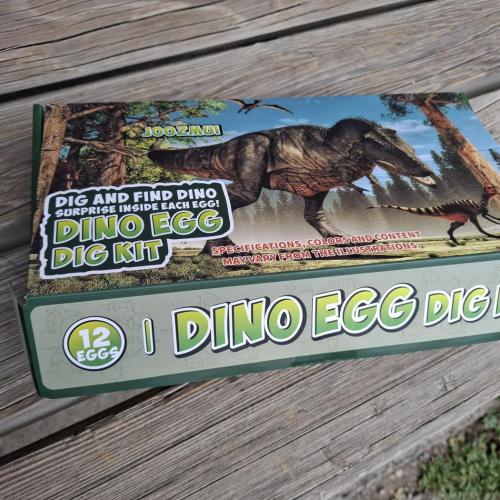 DIG AND FIND DINO
SURPRISE INSIDE EACH EGG!
DINO EGG
DIG KIT
SPECIFICATIONS, COLORS AND CONTENT
MAY VARY FROM THE ILLUSTRATIONS.
12
EGGS
DINO EGG DIG